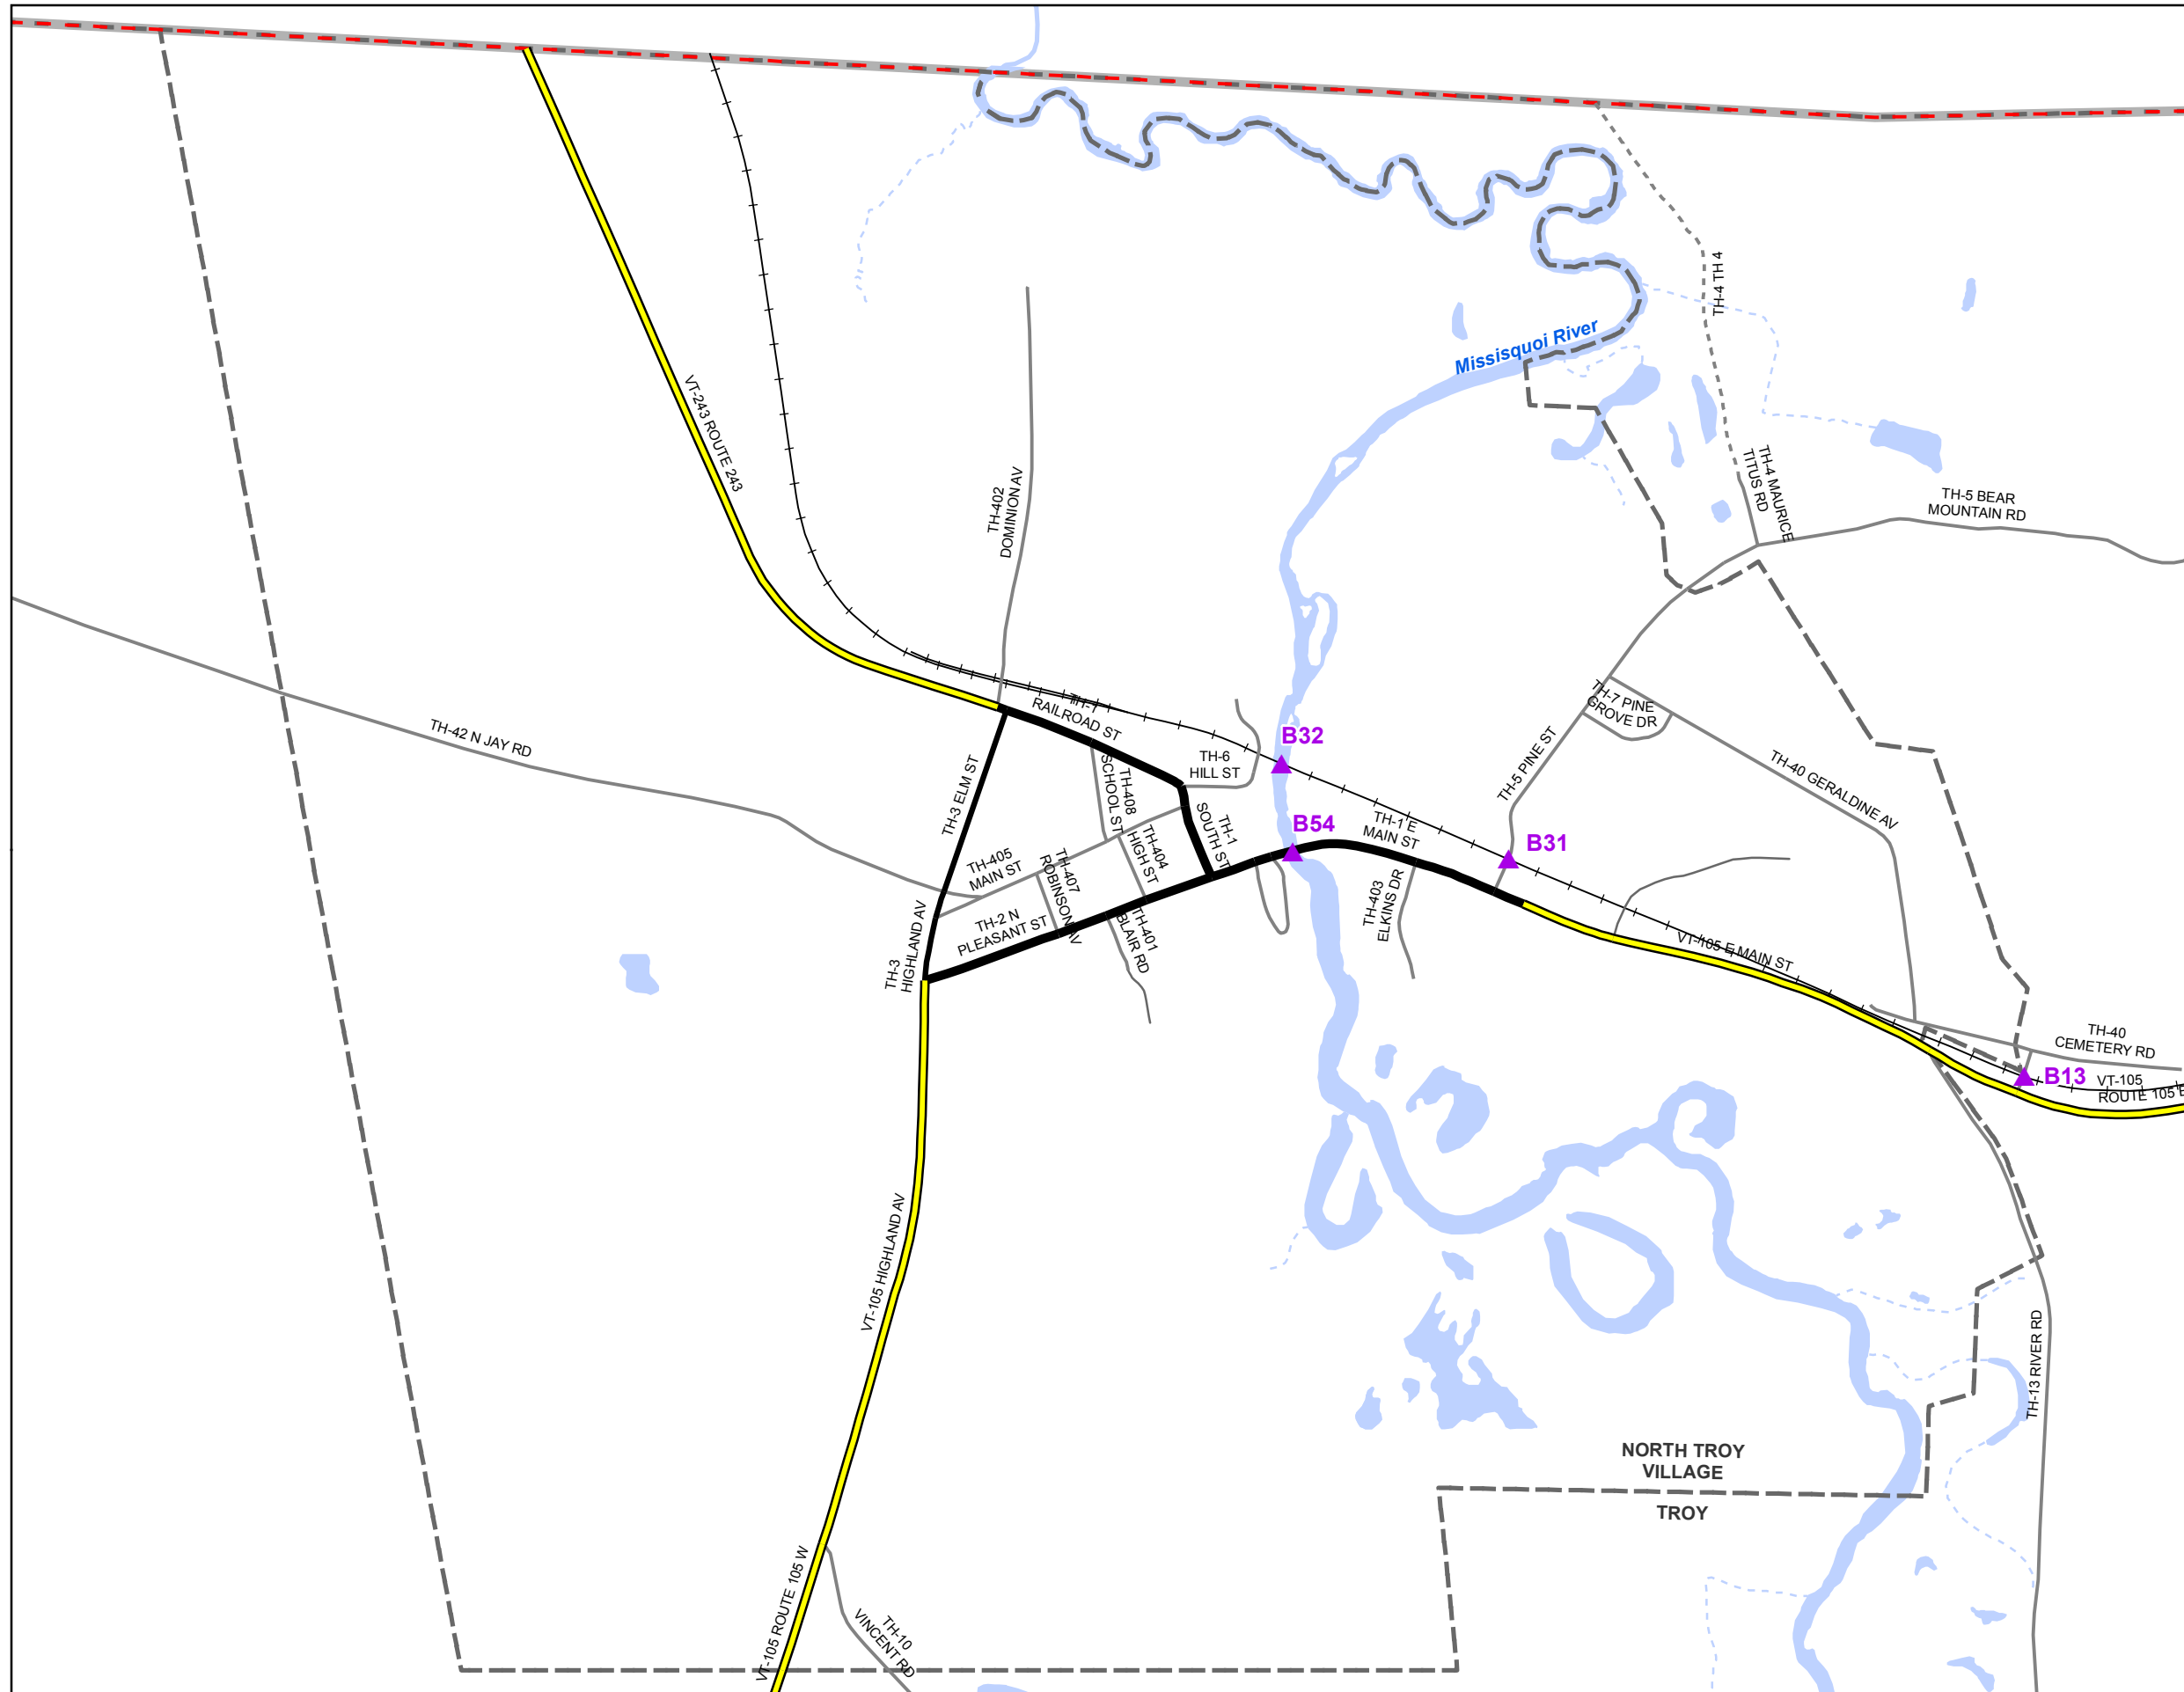 TH-4 TH 4
Missisquoi River
VT-243 ROUTE 243
TH-4 MAURICE
TITUS RD
TH-5 BEAR
MOUNTAIN RD
TH-402
DOMINION AV
TH-7 PINE
GROVE DR
TH-1
RAILROAD ST
B32
TH-42 N JAY RD
TH-6
HILL ST
TH-5 PINE ST
TH-40 GERALDINE AV
TH-3 ELM ST
TH-408
SCHOOL ST
TH-1
SOUTH ST
B54
TH-1 E
MAIN ST
B31
TH-405
MAIN ST
TH-407
ROBINSON AV
TH-404
HIGH ST
TH-403
ELKINS DR
TH-2 N
PLEASANT ST
TH-401
BLAIR RD
TH-3
HIGHLAND AV
VT-105 E MAIN ST
TH-40
CEMETERY RD
B13
VT-105
ROUTE 105 E
VT-105 HIGHLAND AV
TH-13 RIVER RD
NORTH TROY
VILLAGE
TROY
VT-105 ROUTE 105 W
TH-10
VINCENT RD